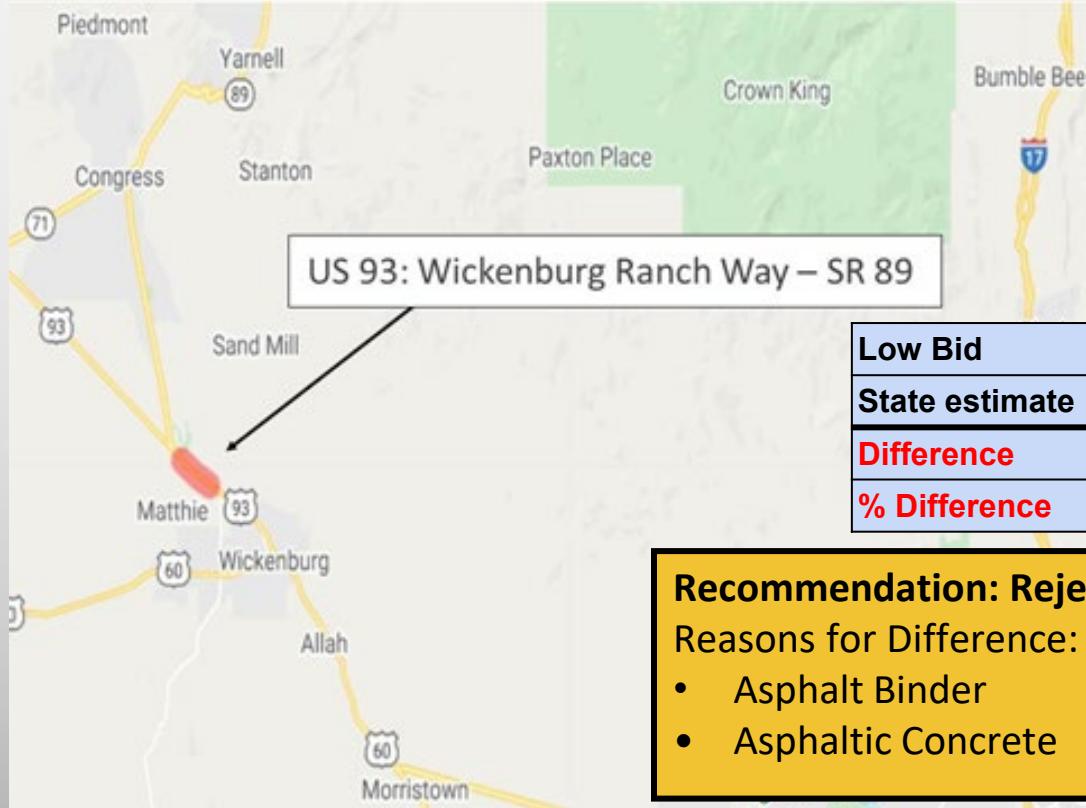 Piedmont
Yarnell
89
Crown King
Bumble Bee
Paxton Place
17
Congress
Stanton
71
US 93: Wickenburg Ranch Way – SR 89
93
Sand Mill
Low Bid
State estimate
Difference
% Difference
Matthie
93
60
Wickenburg
Recommendation: Reje
Reasons for Difference:
• Asphalt Binder
• Asphaltic Concrete
Allah
60
Morristown